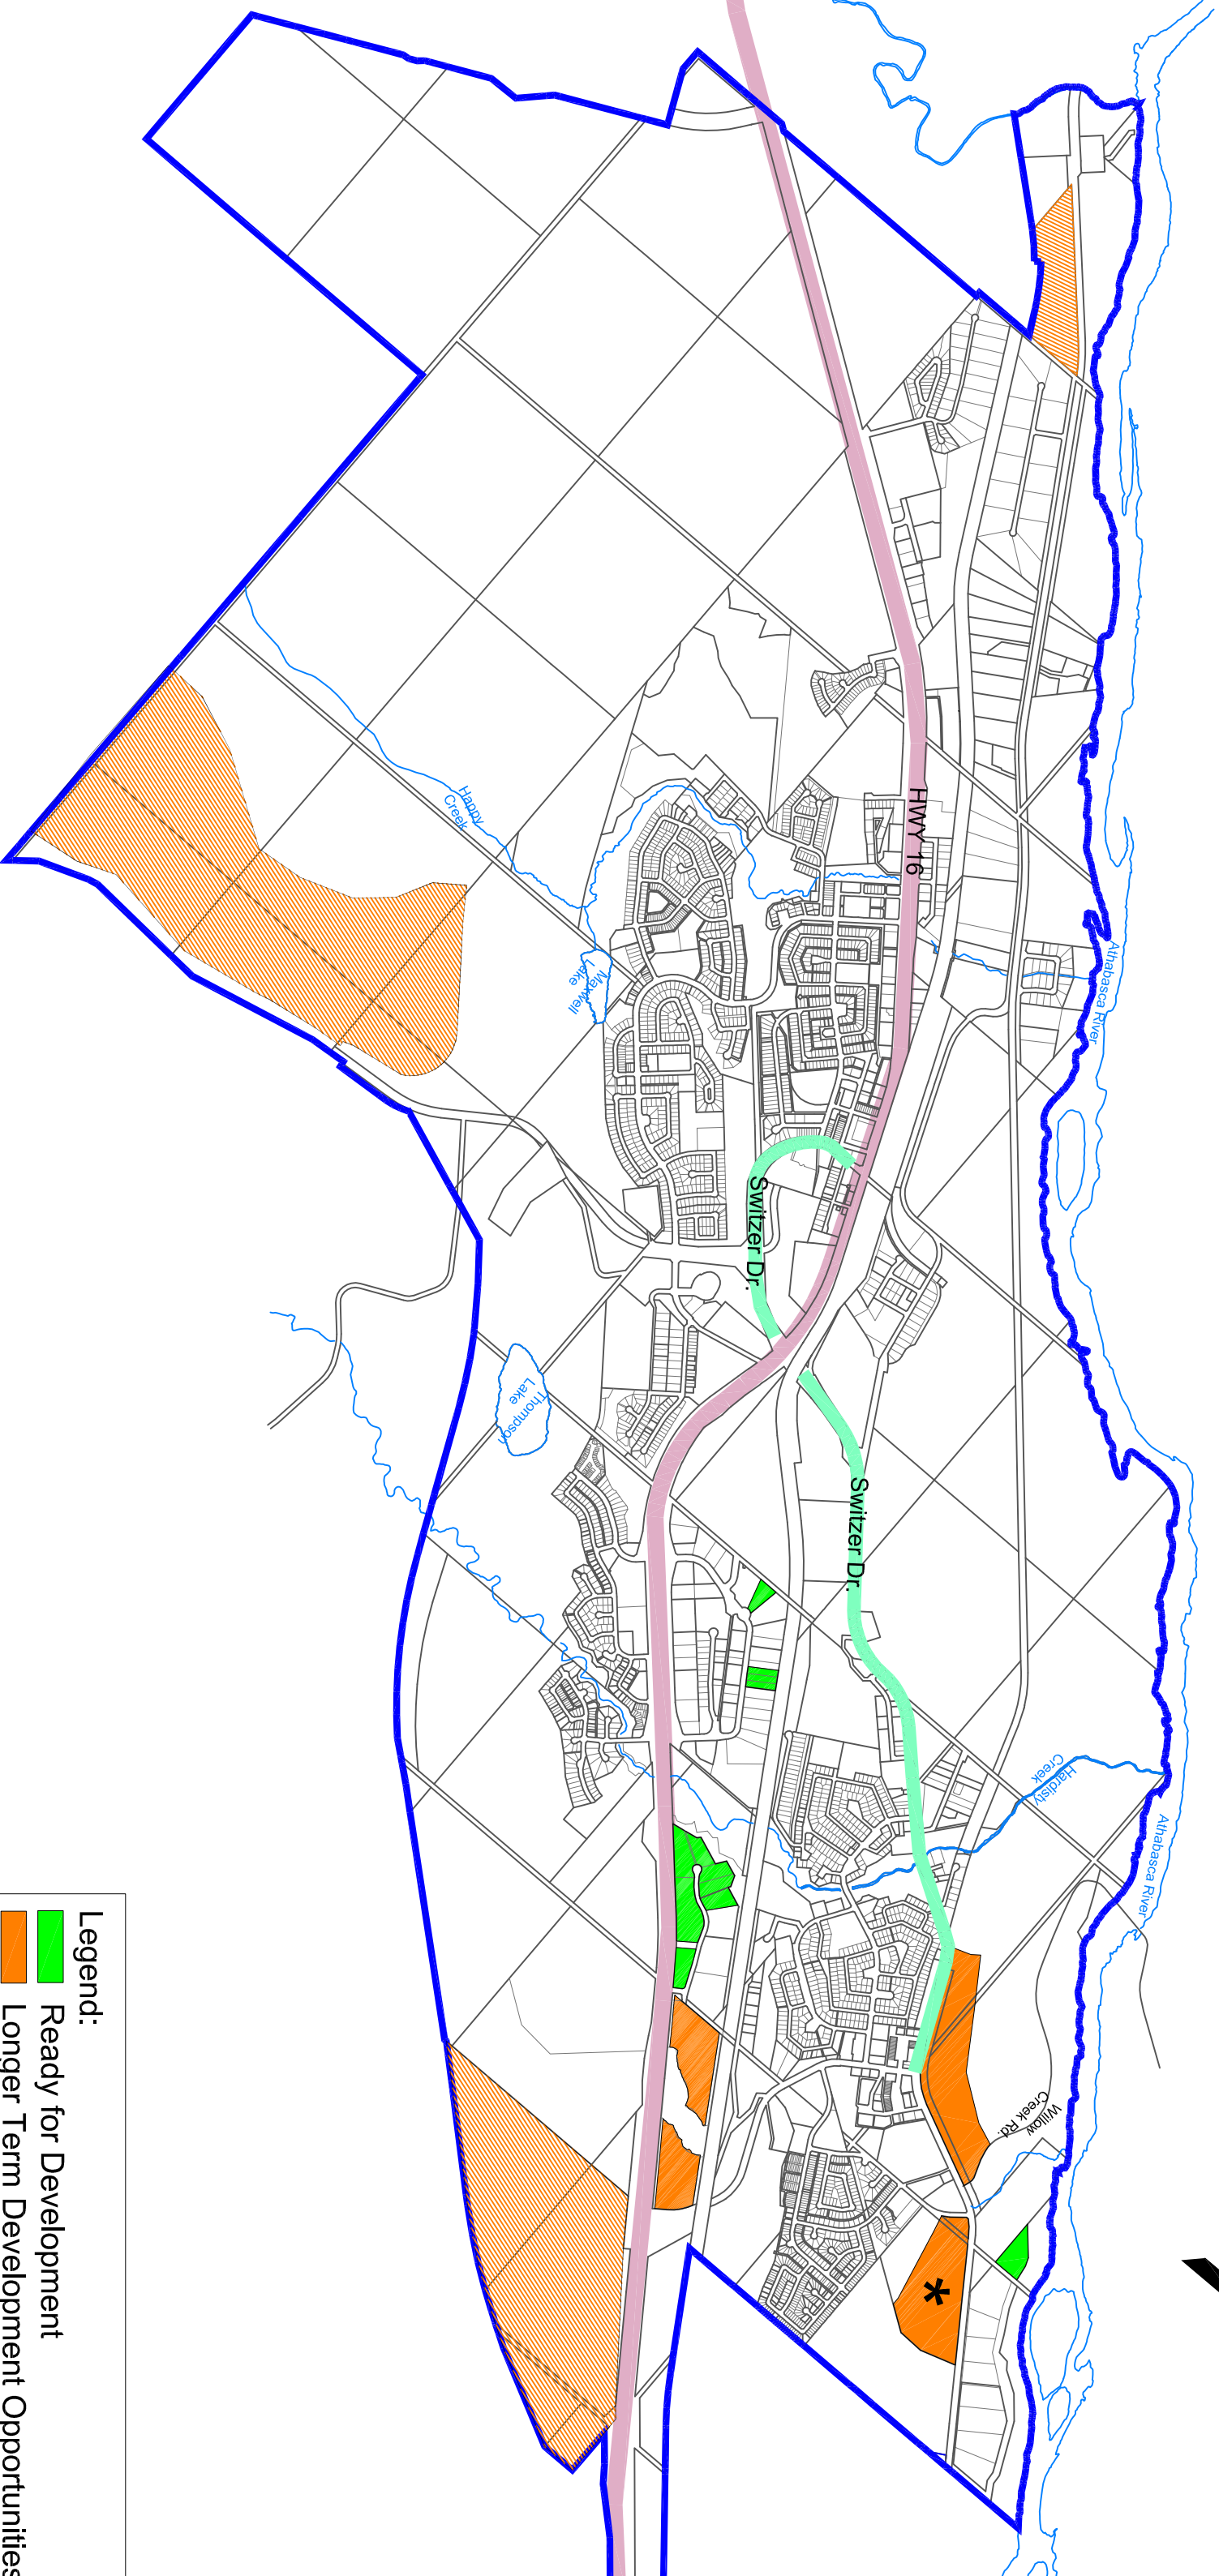 HWY 16
Athabasca River
Happy
Creek
Maxwell
Lake
Switzer Dr.
Thompson
Lake
Switzer Dr.
Hardisty
Creek
Athabasca River
Willow
Creek Rd.
*
Legend:
Ready for Development
Longer Term Development Opportunities